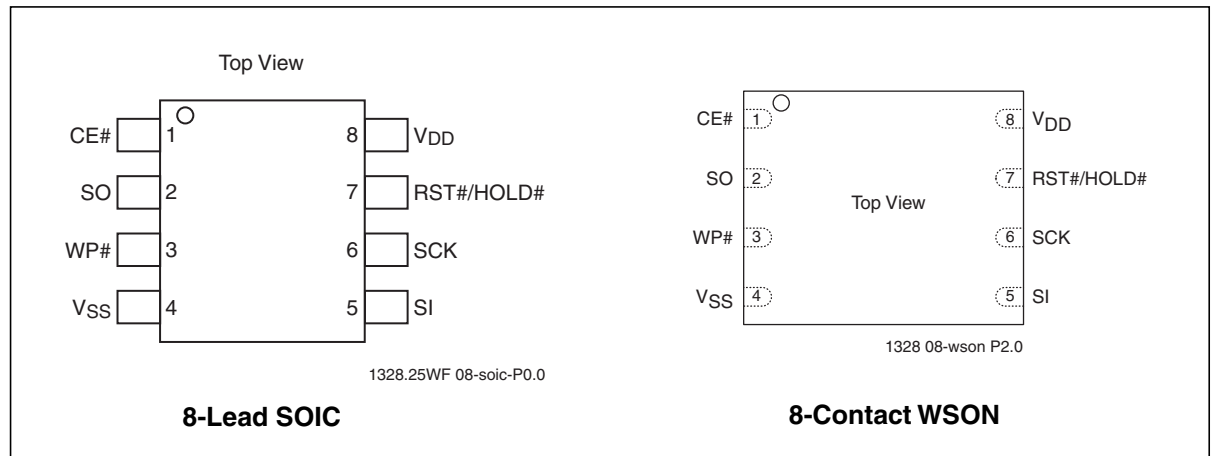 Top View
CE# 1 8 VDD
SO 2 7 RST#/HOLD#
WP# 3 6 SCK
VSS 4 5 SI
1328.25WF 08-soic-P0.0
8-Lead SOIC
CE# 1 8 VDD
SO 2 7 RST#/HOLD#
Top View
WP# 3 6 SCK
VSS 4 5 SI
1328 08-wson P2.0
8-Contact WSON